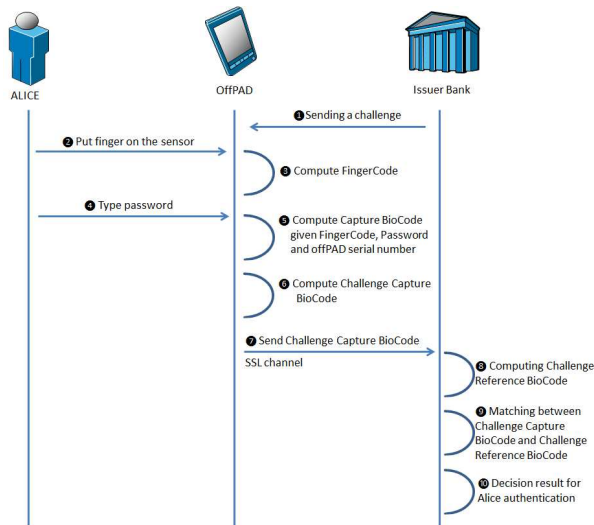 ALICE
OffPAD
Issuer Bank
❶Sending a challenge
❷ Put finger on the sensor
❸ Compute FingerCode
❹ Type password
❺ Compute Capture BioCode
given FingerCode, Password
and offPAD serial number
❻ Compute Challenge Capture
BioCode
❼ Send Challenge Capture BioCode
SSL channel
❽ Computing Challenge
Reference BioCode
❾ Matching between
Challenge Capture
BioCode and Challenge
Reference BioCode
❿ Decision result for
Alice authentication